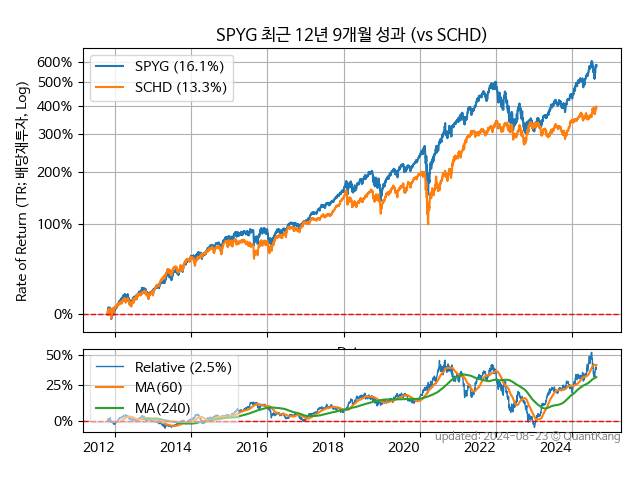 SPYG 최근 12년 9개월 성과 (vs SCHD)
Rate of Return (TR: 배당재투자, Log)
600%
500%
400%
300%
200%
100%
0%
SPYG (16.1%)
SCHD (13.3%)
50%
25%
0%
Relative (2.5%)
MA(60)
MA(240)
2012 2014 2016 2018 2020 2022 2024
updated: 2024-08-23 © QuantKang